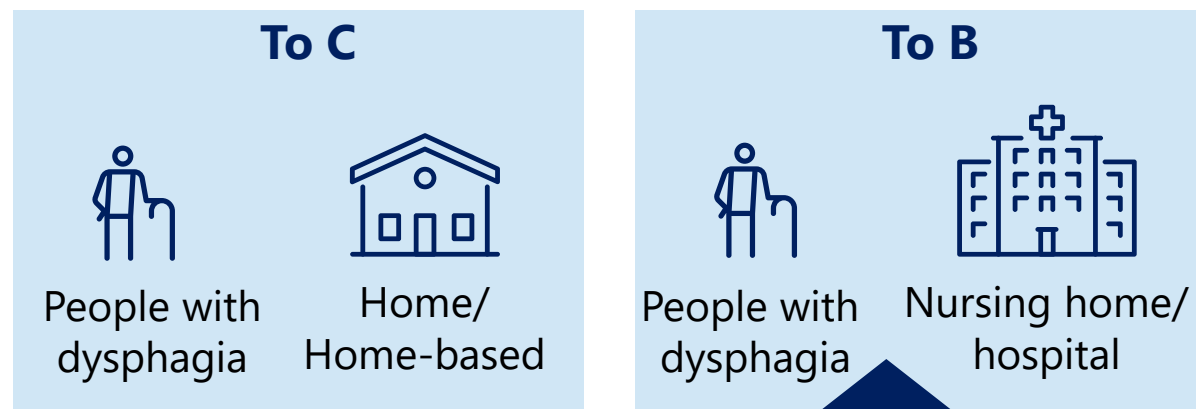 To C
People with
dysphagia
Home/
Home-based
To B
People with
dysphagia
Nursing home/
hospital